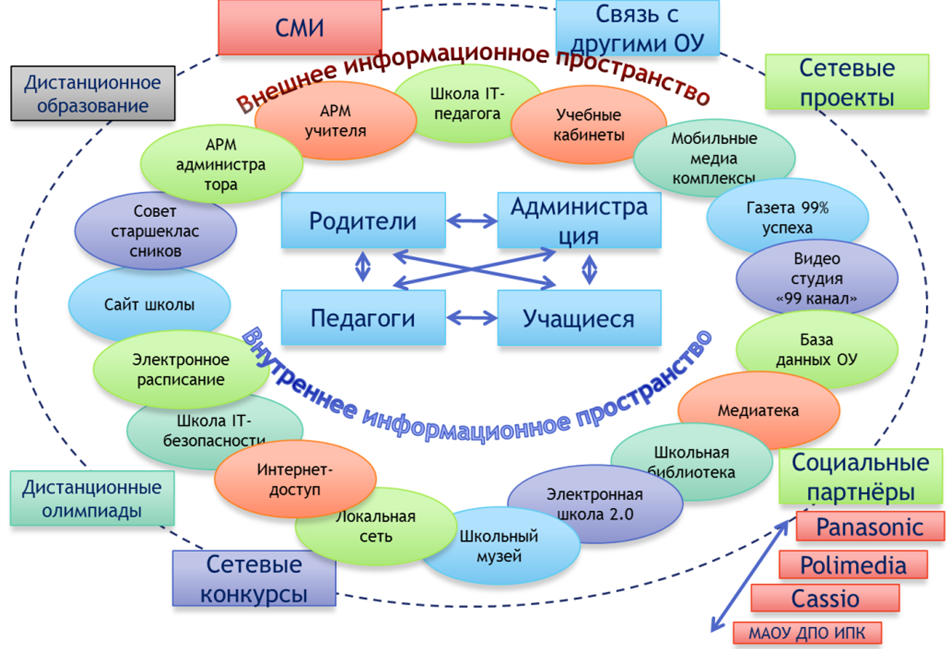 СМИ
Связь с
другими ОУ
Дистанционное
образование
Сетевые
проекты
Внешнее информационное пространство
Школа IT-
педагога
АРМ
учителя
Учебные
кабинеты
АРМ
администра
тора
Мобильные
медиа
комплексы
Совет
старшеклас
сников
Газета 99%
успеха
Родители
Администра
ция
Видео
студия
«99 канал»
Сайт школы
Педагоги
Учащиеся
База
данных ОУ
Электронное
расписание
Внутреннее информационное пространство
Медиатека
Школа IT-
безопасности
Школьная
библиотека
Интернет-
доступ
Электронная
школа 2.0
Локальная
сеть
Школьный
музей
Дистанционные
олимпиады
Социальные
партнёры
Сетевые
конкурсы
Panasonic
Polimedia
Cassio
МАОУ ДПО ИПК